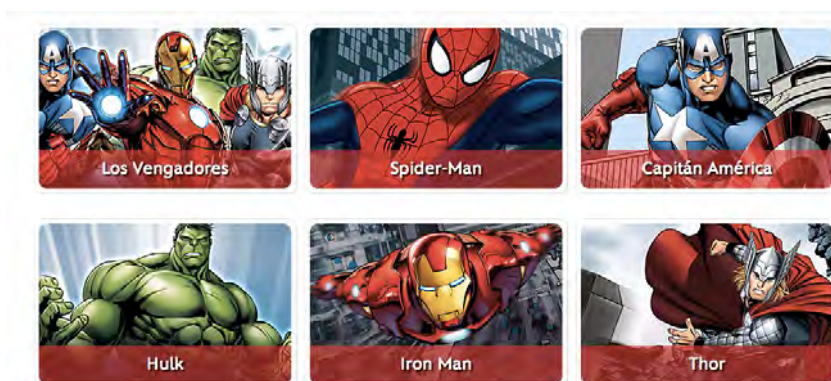 Los Vengadores
Spider-Man
Capitán América
Hulk
Iron Man
Thor